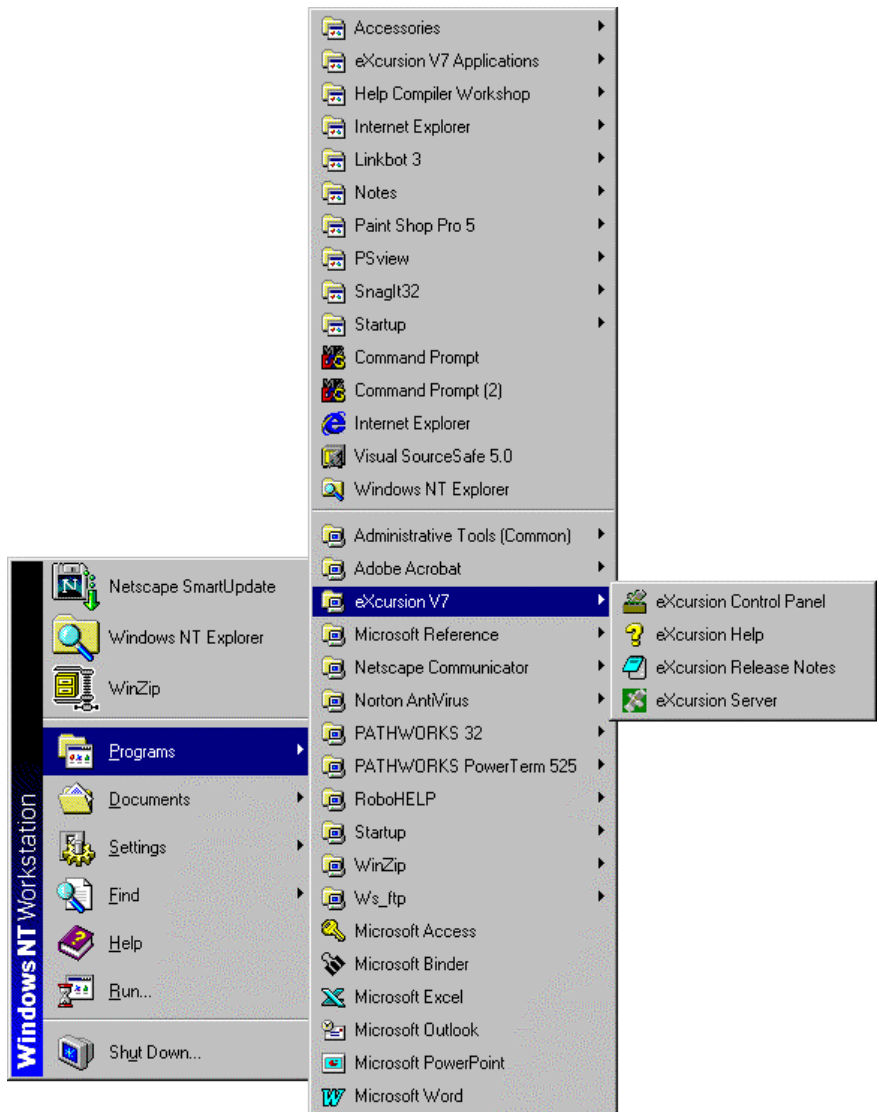 Accessories
eXcursion V7 Applications
Help Compiler Workshop
Internet Explorer
Linkbot 3
Notes
Paint Shop Pro 5
PSview
SnagIt32
Startup
Command Prompt
Command Prompt (2)
Internet Explorer
Visual SourceSafe 5.0
Windows NT Explorer
Administrative Tools (Common)
Adobe Acrobat
eXcursion V7
Microsoft Reference
Netscape Communicator
Norton AntiVirus
PATHWORKS 32
PATHWORKS PowerTerm 525
RoboHELP
Startup
WinZip
Ws_ftp
Microsoft Access
Microsoft Binder
Microsoft Excel
Microsoft Outlook
Microsoft PowerPoint
Microsoft Word
eXcursion Control Panel
eXcursion Help
eXcursion Release Notes
eXcursion Server
Netscape SmartUpdate
Windows NT Explorer
WinZip
Programs
Documents
Settings
Find
Help
Run...
Shut Down...
Windows NT Workstation